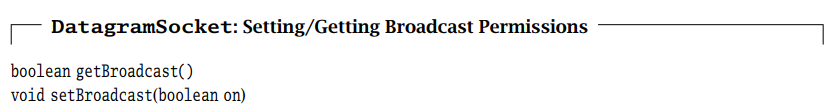 DatagramSocket: Setting/Getting Broadcast Permissions
boolean getBroadcast()
void setBroadcast(boolean on)